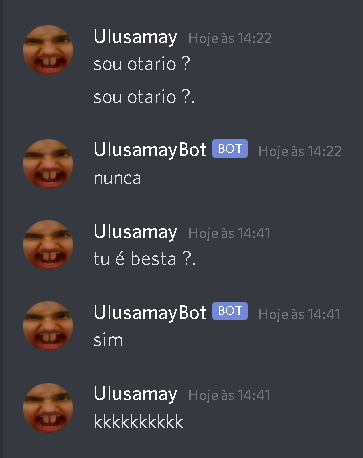 Ulusamay Hoje às 14:22
sou otario ?
sou otario ?.
UlusamayBot BOT Hoje às 14:22
nunca
Ulusamay Hoje às 14:41
tu é besta ?.
UlusamayBot BOT Hoje às 14:41
sim
Ulusamay Hoje às 14:41
kkkkkkkkkk